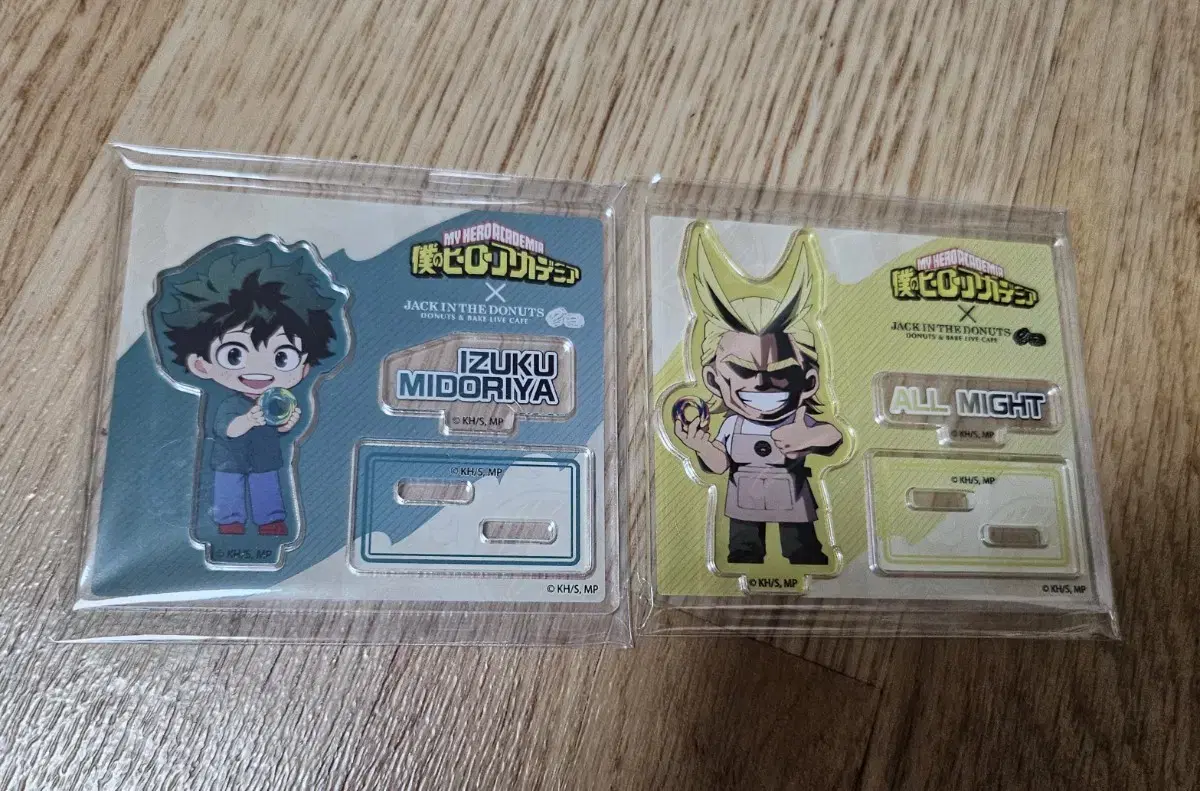 MY HERO ACADEMIA
僕のヒーローアカデミア
×
JACK IN THE DONUTS
DONUTS & BAKE LIVE CAFE
IZUKU
MIDORIYA
© KH/S, MP
© KH/S, MP
© KH/S, MP
© KH/S, MP
MY HERO ACADEMIA
僕のヒーローアカデミア
×
JACK IN THE DONUTS
DONUTS & BAKE LIVE CAFE
ALL MIGHT
© KH/S, MP
© KH/S, MP
© KH/S, MP
© KH/S, MP